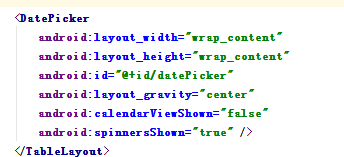 <DatePicker
android:layout_width="wrap_content"
android:layout_height="wrap_content"
android:id="@+id/datePicker"
android:layout_gravity="center"
android:calendarViewShown="false"
android:spinnersShown="true" />
</TableLayout>